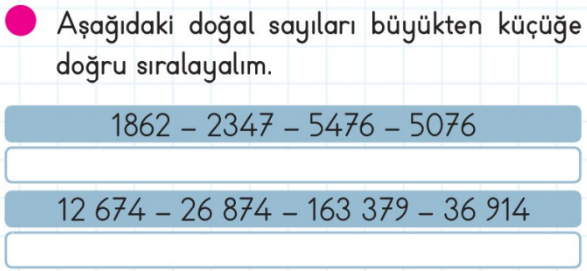 Aşağıdaki doğal sayıları büyükten küçüğe
doğru sıralayalım.
1862 – 2347 – 5476 – 5076
12 674 – 26 874 – 163 379 – 36 914